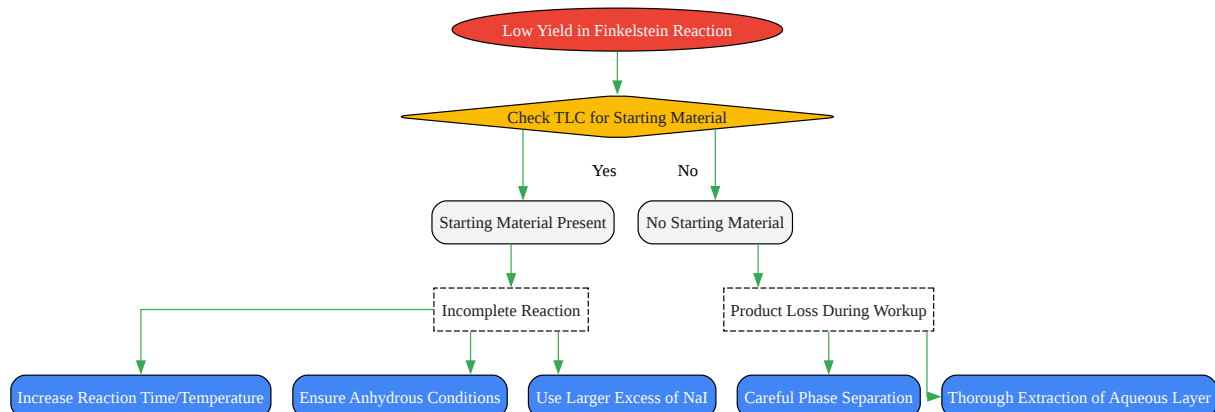 Low Yield in Finkelstein Reaction
Check TLC for Starting Material
Yes
No
Starting Material Present
No Starting Material
Incomplete Reaction
Product Loss During Workup
Increase Reaction Time/Temperature
Ensure Anhydrous Conditions
Use Larger Excess of NaI
Careful Phase Separation
Thorough Extraction of Aqueous Layer